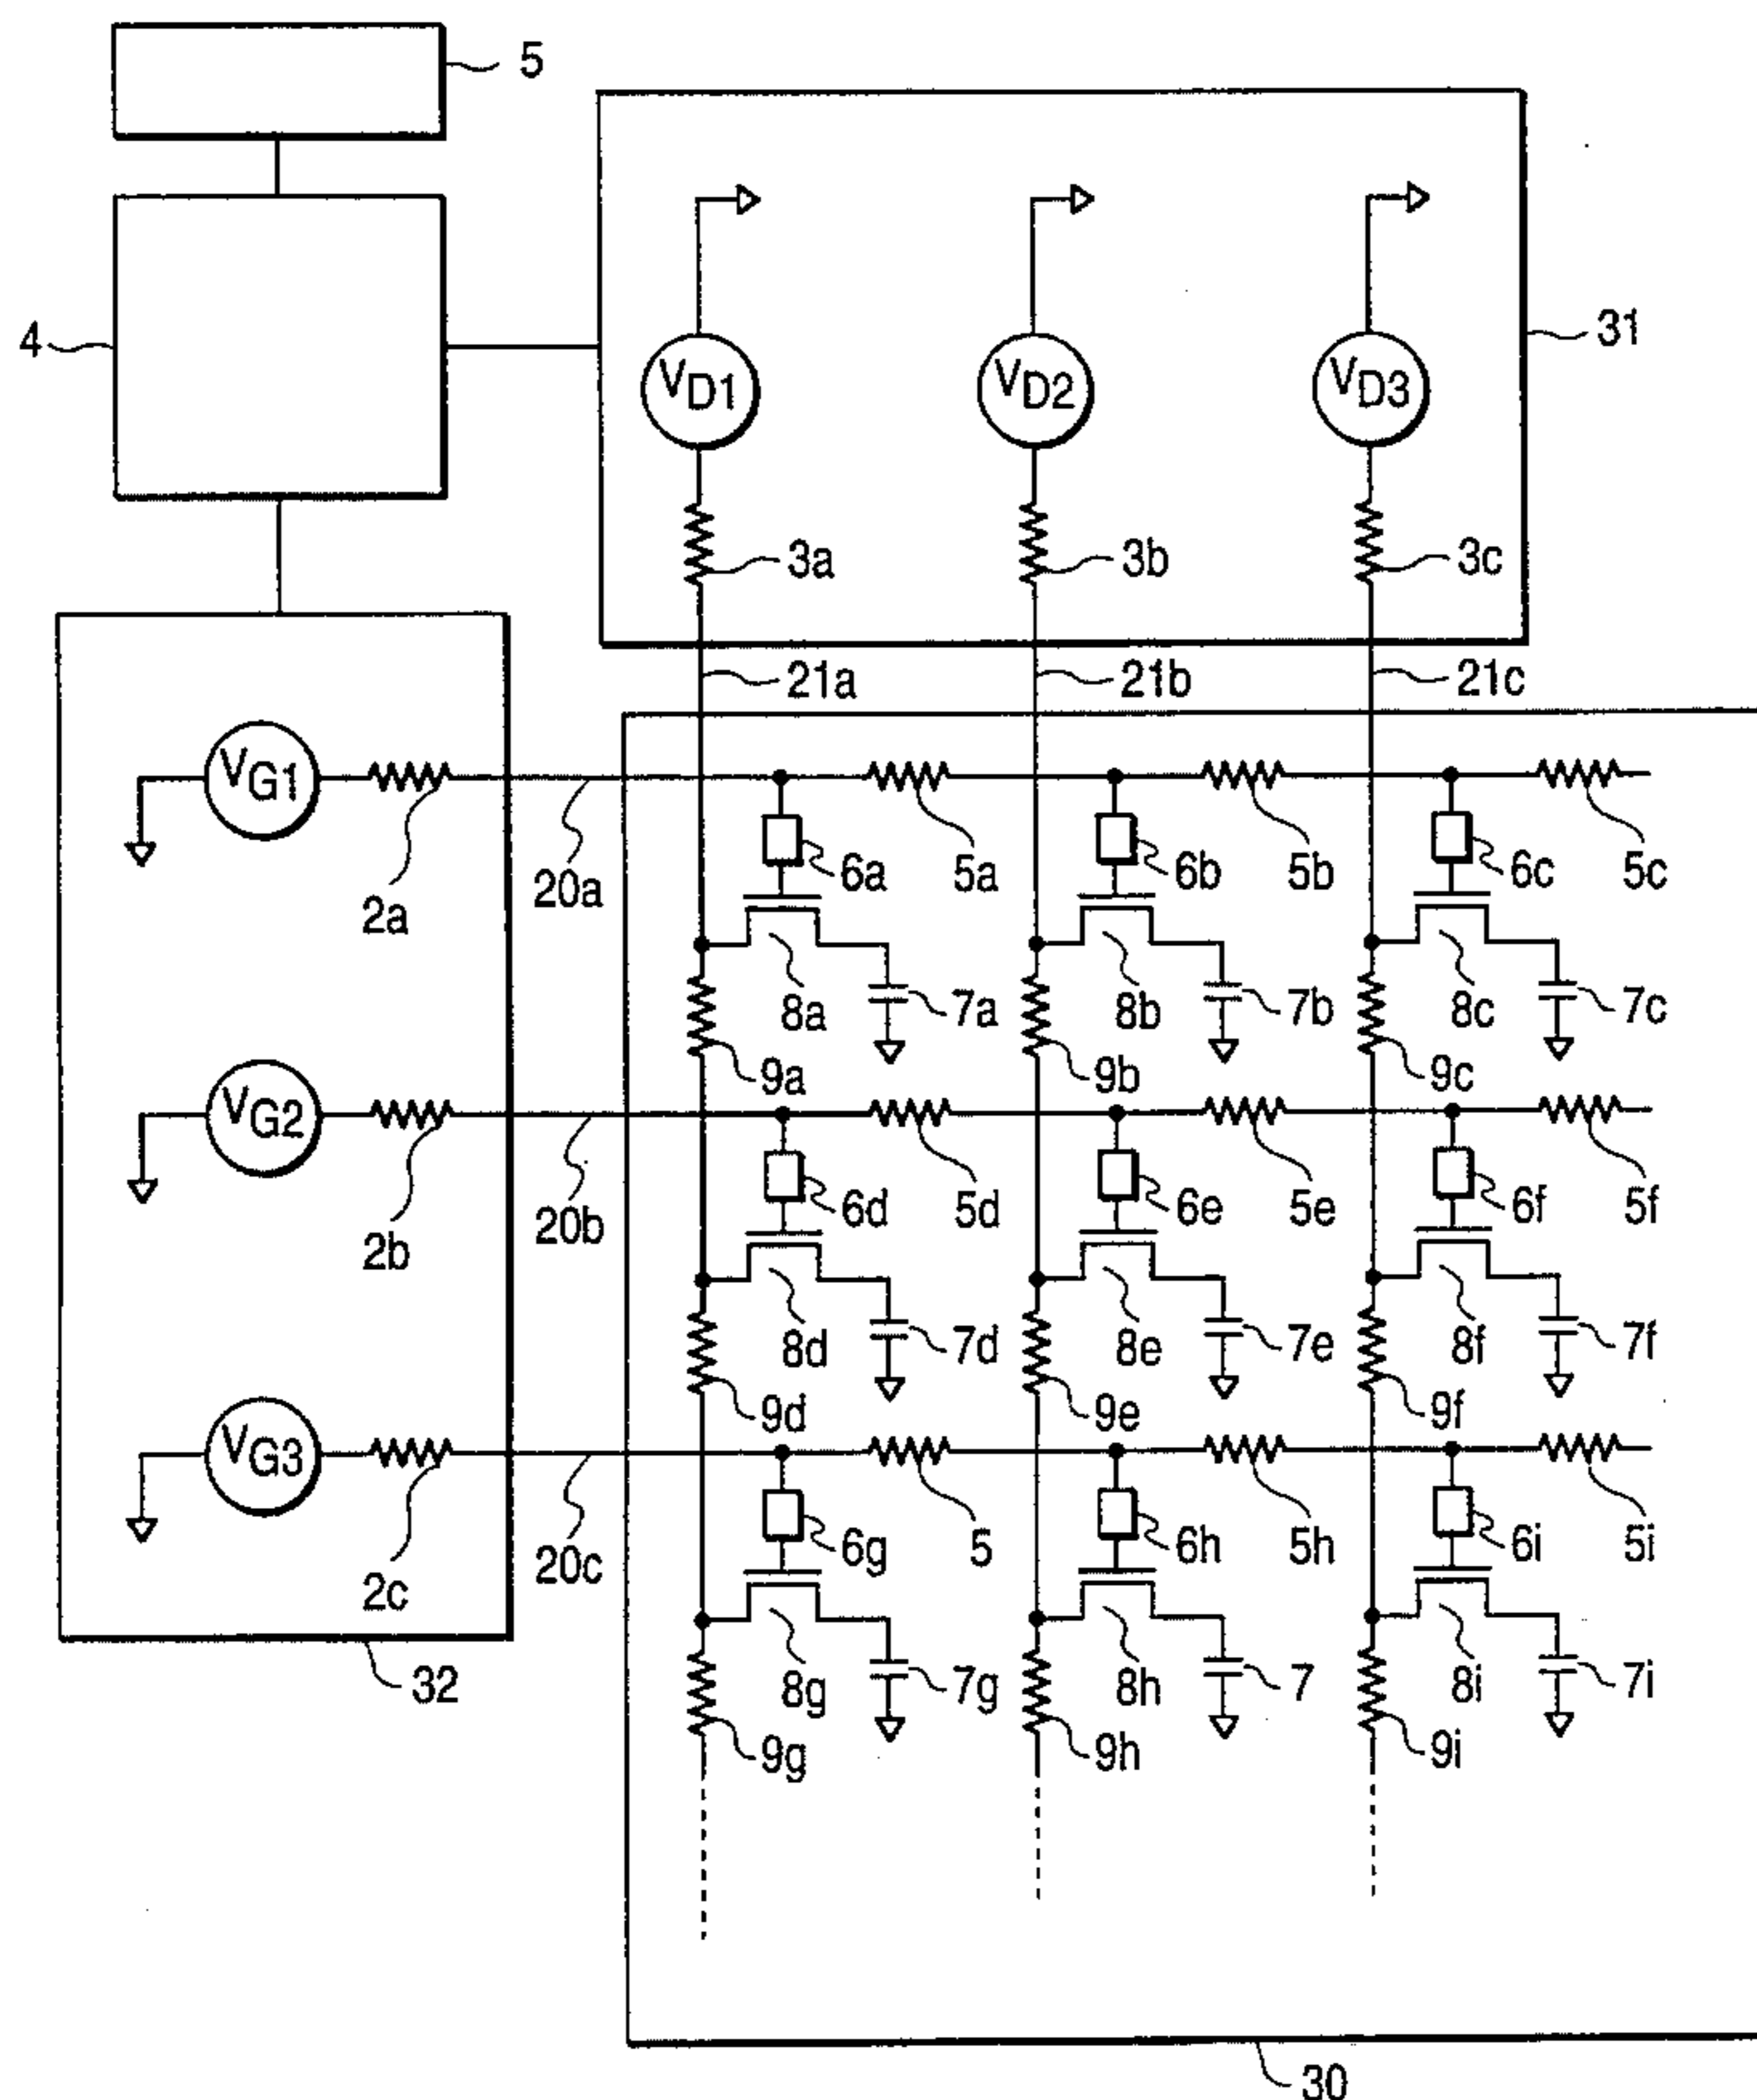 5
4
31
VD1 VD2 VD3
3a 3b 3c
21a 21b 21c
VG1
2a 20a 6a 5a 6b 5b 6c 5c
8a 7a 8b 7b 8c 7c
9a 9b 9c
VG2
2b 20b 6d 5d 6e 5e 6f 5f
8d 7d 8e 7e 8f 7f
9d 9e 9f
VG3
2c 20c 6g 5 6h 5h 6i 5i
32
8g 7g 8h 7 8i 7i
9g 9h 9i
30